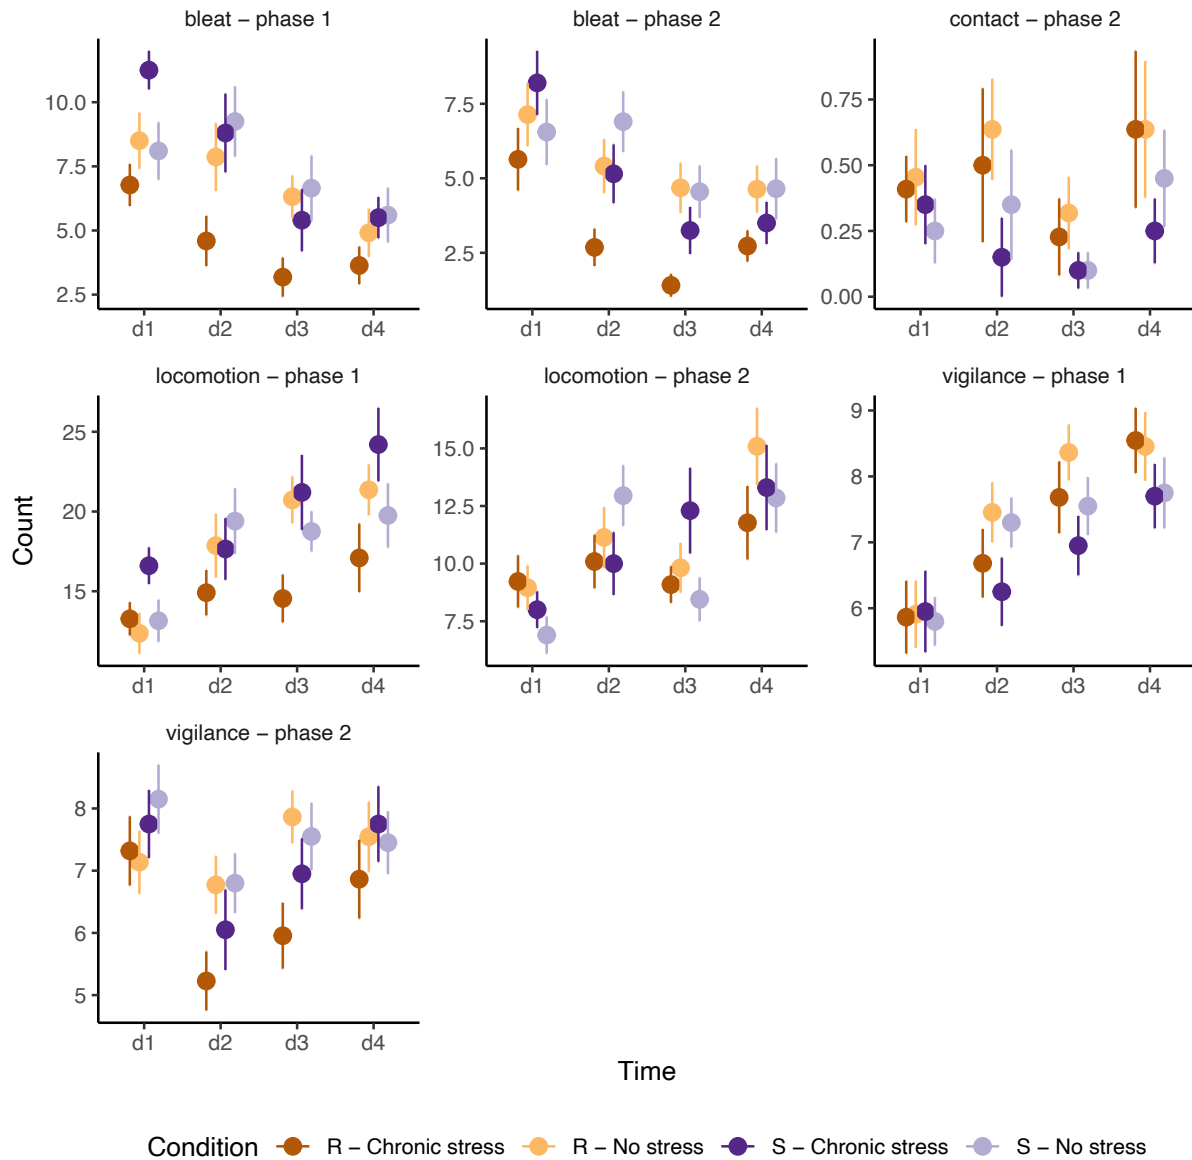 bleat − phase 1
bleat − phase 2
contact − phase 2
10.0
7.5
5.0
2.5
d1 d2 d3 d4
7.5
5.0
2.5
d1 d2 d3 d4
0.75
0.50
0.25
0.00
d1 d2 d3 d4
locomotion − phase 1
locomotion − phase 2
vigilance − phase 1
Count
25
20
15
d1 d2 d3 d4
15.0
12.5
10.0
7.5
d1 d2 d3 d4
9
8
7
6
d1 d2 d3 d4
vigilance − phase 2
8
7
6
5
d1 d2 d3 d4
Time
Condition R − Chronic stress R − No stress S − Chronic stress S − No stress